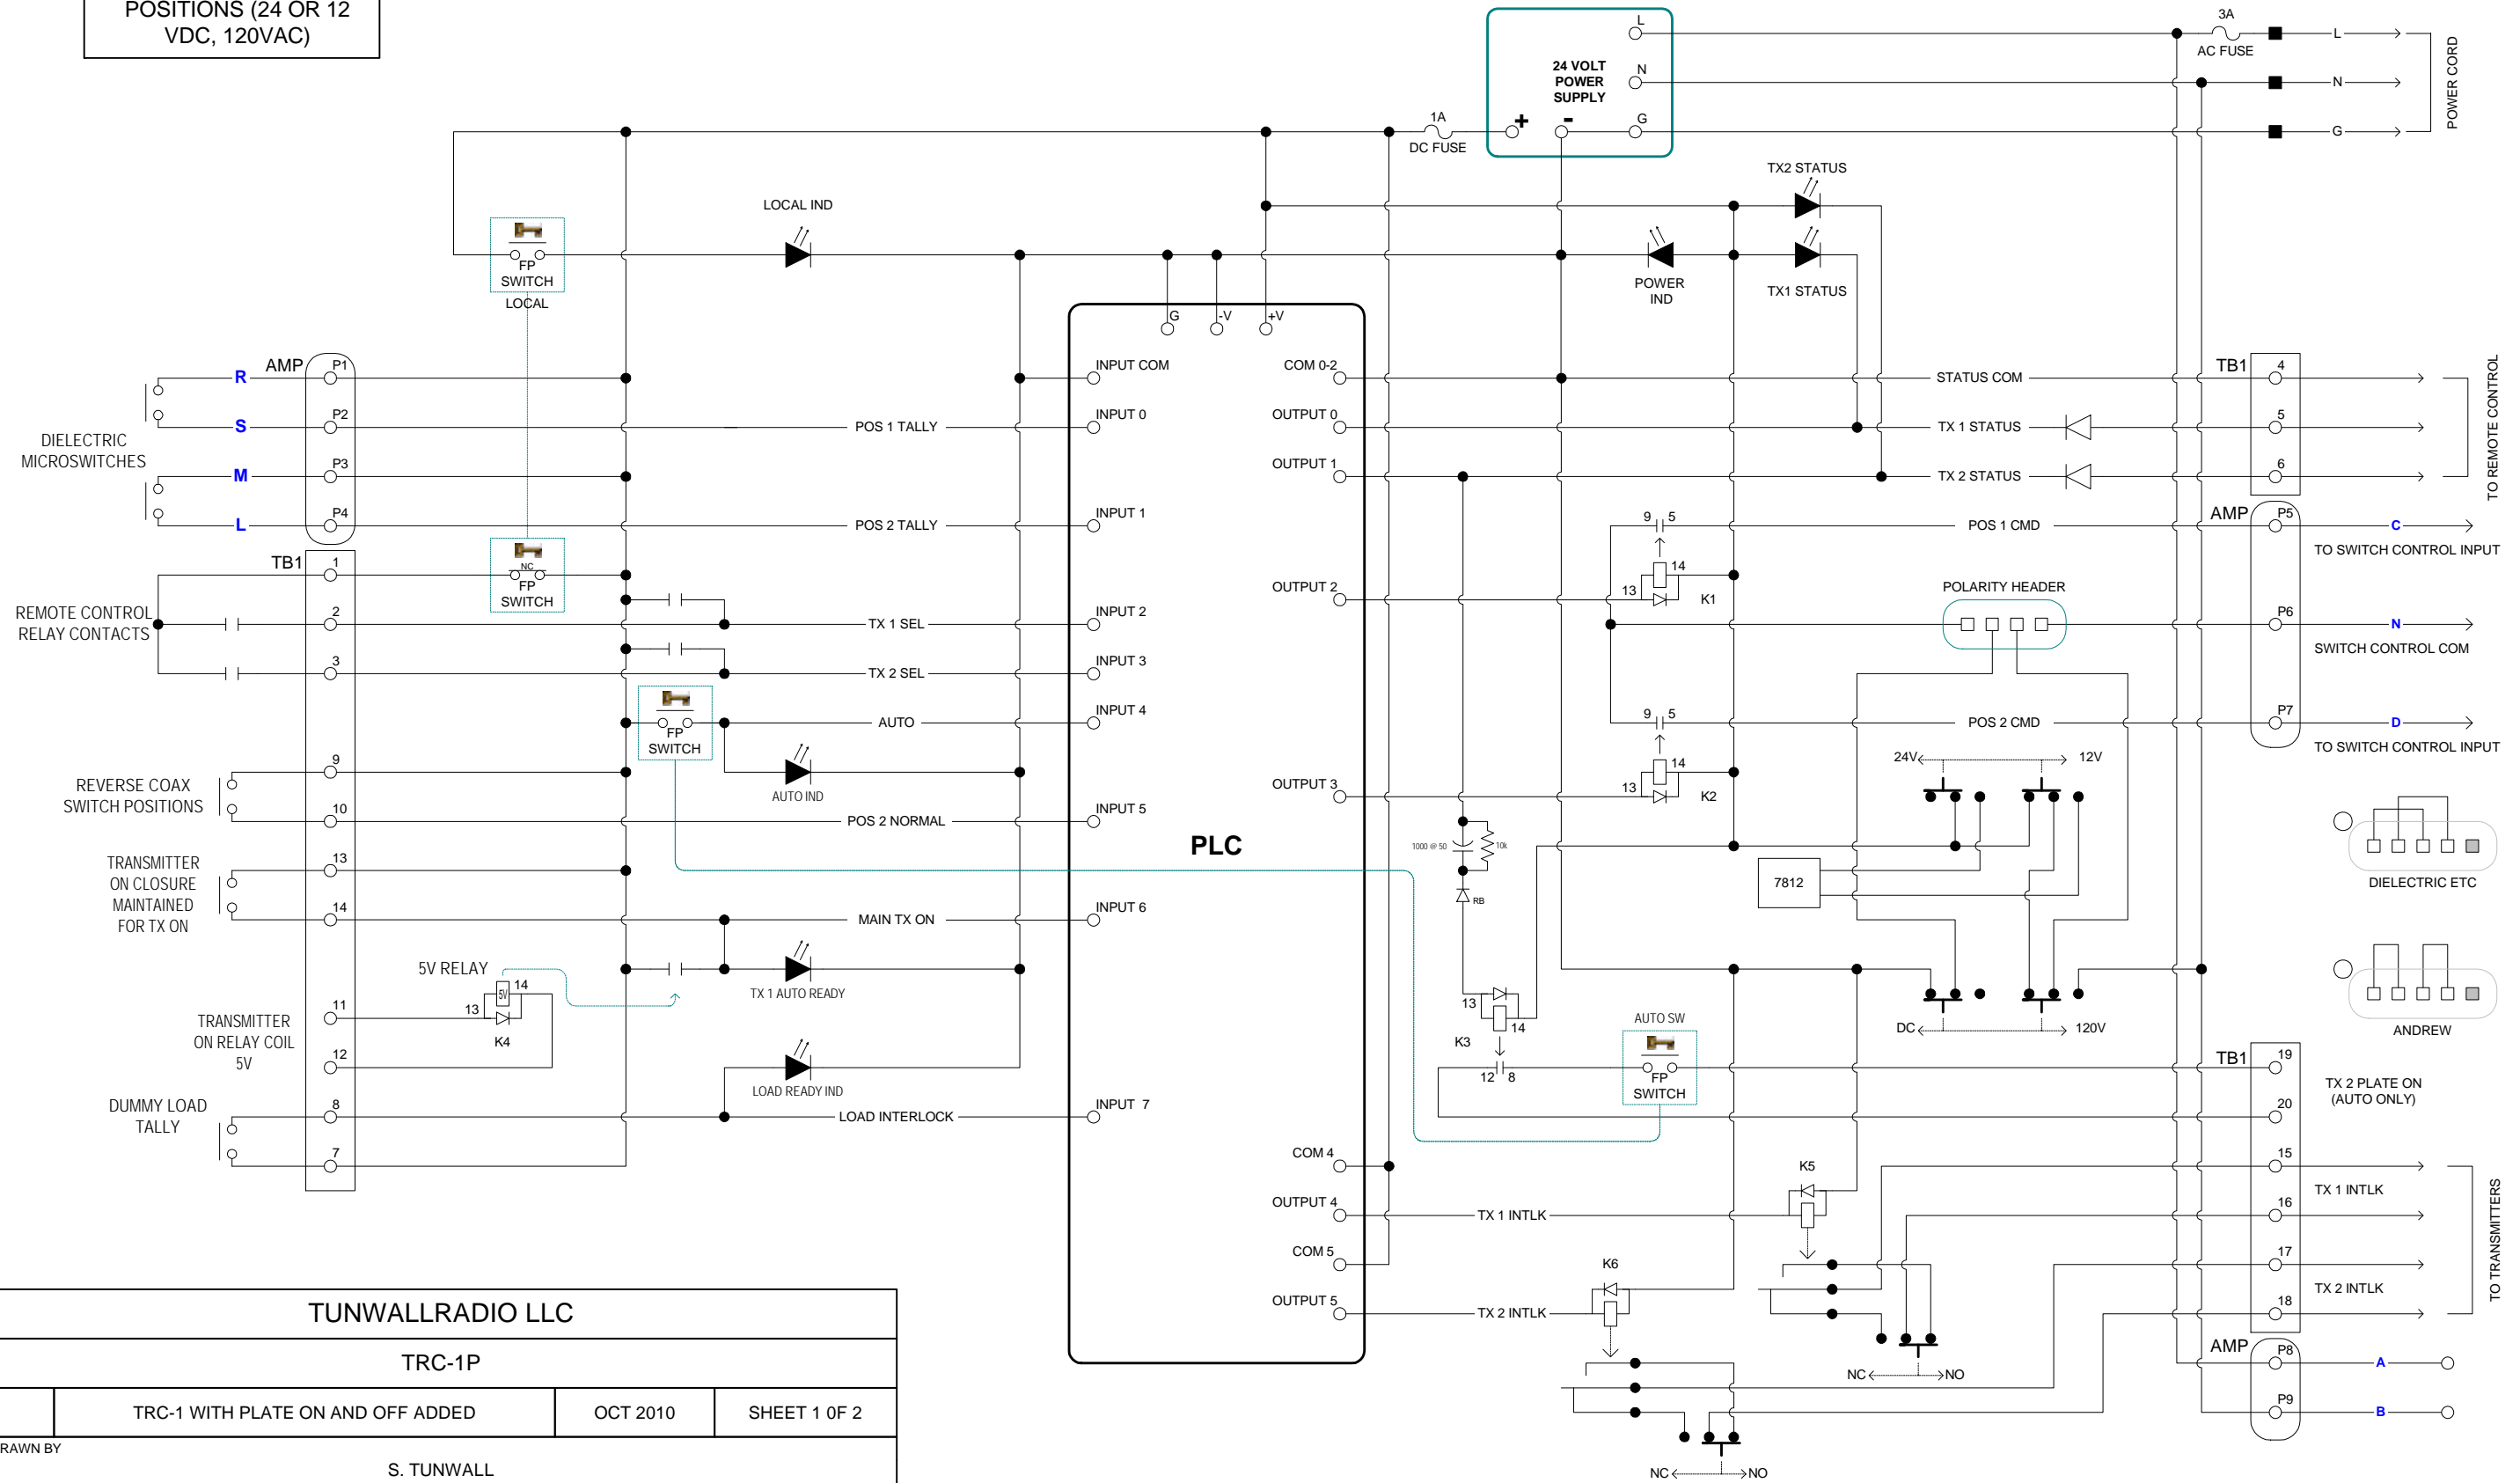 POSITIONS (24 OR 12
VDC, 120VAC)
L
3A
AC FUSE
L
24 VOLT
POWER
SUPPLY
N
N
POWER CORD
1A
DC FUSE
+
-
G
G
TX2 STATUS
LOCAL IND
FP
SWITCH
LOCAL
POWER
IND
TX1 STATUS
G
-V
+V
AMP
P1
R
INPUT COM
COM 0-2
STATUS COM
TB1
4
P2
S
POS 1 TALLY
INPUT 0
OUTPUT 0
TX 1 STATUS
5
TO REMOTE CONTROL
DIELECTRIC
MICROSWITCHES
P3
M
OUTPUT 1
TX 2 STATUS
6
P4
L
POS 2 TALLY
INPUT 1
9
5
POS 1 CMD
AMP
P5
C
TO SWITCH CONTROL INPUT
TB1
1
NC
FP
SWITCH
OUTPUT 2
13
14
K1
POLARITY HEADER
REMOTE CONTROL
RELAY CONTACTS
2
TX 1 SEL
INPUT 2
P6
N
SWITCH CONTROL COM
3
TX 2 SEL
INPUT 3
FP
SWITCH
AUTO
INPUT 4
9
5
POS 2 CMD
P7
D
TO SWITCH CONTROL INPUT
9
AUTO IND
OUTPUT 3
13
14
K2
24V
12V
REVERSE COAX
SWITCH POSITIONS
10
POS 2 NORMAL
INPUT 5
PLC
1000 @ 50
10k
7812
RB
DIELECTRIC ETC
TRANSMITTER
ON CLOSURE
MAINTAINED
FOR TX ON
13
14
MAIN TX ON
INPUT 6
5V RELAY
TX 1 AUTO READY
5V
14
13
K4
TRANSMITTER
ON RELAY COIL
5V
11
12
13
14
K3
12
8
AUTO SW
FP
SWITCH
DC
120V
ANDREW
TB1
19
TX 2 PLATE ON
(AUTO ONLY)
20
DUMMY LOAD
TALLY
8
LOAD READY IND
LOAD INTERLOCK
INPUT 7
7
COM 4
K5
15
TX 1 INTLK
OUTPUT 4
TX 1 INTLK
16
COM 5
K6
17
TX 2 INTLK
OUTPUT 5
TX 2 INTLK
18
TO TRANSMITTERS
NC
NO
AMP
P8
A
P9
B
NC
NO
TUNWALLRADIO LLC
TRC-1P
TRC-1 WITH PLATE ON AND OFF ADDED
OCT 2010
SHEET 1 0F 2
RAWN BY
S. TUNWALL